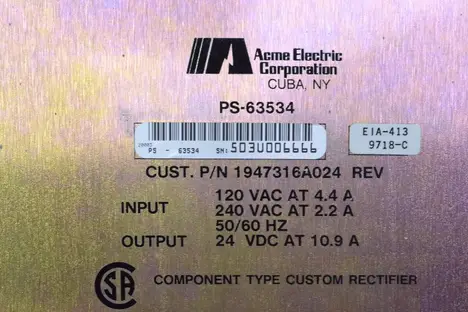 Acme Electric
Corporation
CUBA, NY
PS-63534
PS - 63534 SN: 503U006666
EIA-413
9718-C
CUST. P/N 1947316A024 REV
INPUT 120 VAC AT 4.4 A
240 VAC AT 2.2 A
50/60 HZ
OUTPUT 24 VDC AT 10.9 A
COMPONENT TYPE CUSTOM RECTIFIER